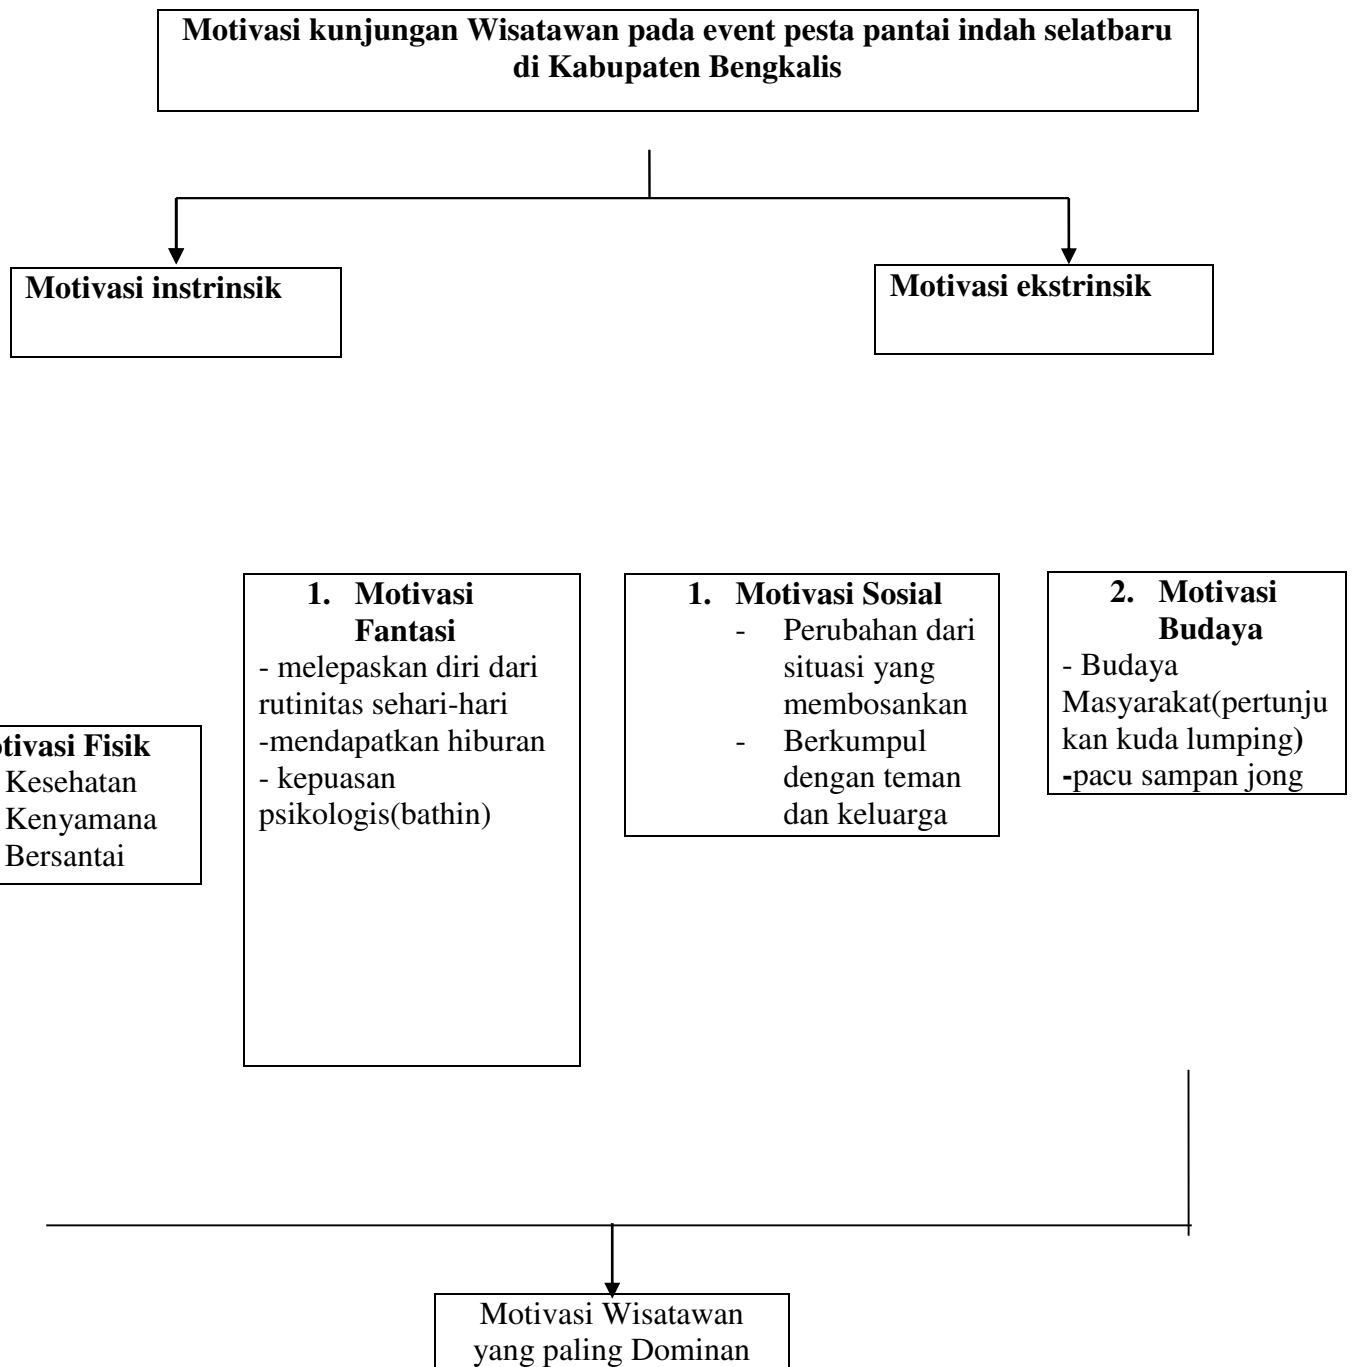 Motivasi kunjungan Wisatawan pada event pesta pantai indah selatbaru
di Kabupaten Bengkalis
Motivasi instrinsik
Motivasi ekstrinsik
tivasi Fisik
Kesehatan
Kenyamana
Bersantai
1. Motivasi
Fantasi
- melepaskan diri dari
rutinitas sehari-hari
-mendapatkan hiburan
- kepuasan
psikologis(bathin)
1. Motivasi Sosial
- Perubahan dari
situasi yang
membosankan
- Berkumpul
dengan teman
dan keluarga
2. Motivasi
Budaya
- Budaya
Masyarakat(pertunju
kan kuda lumping)
-pacu sampan jong
Motivasi Wisatawan
yang paling Dominan